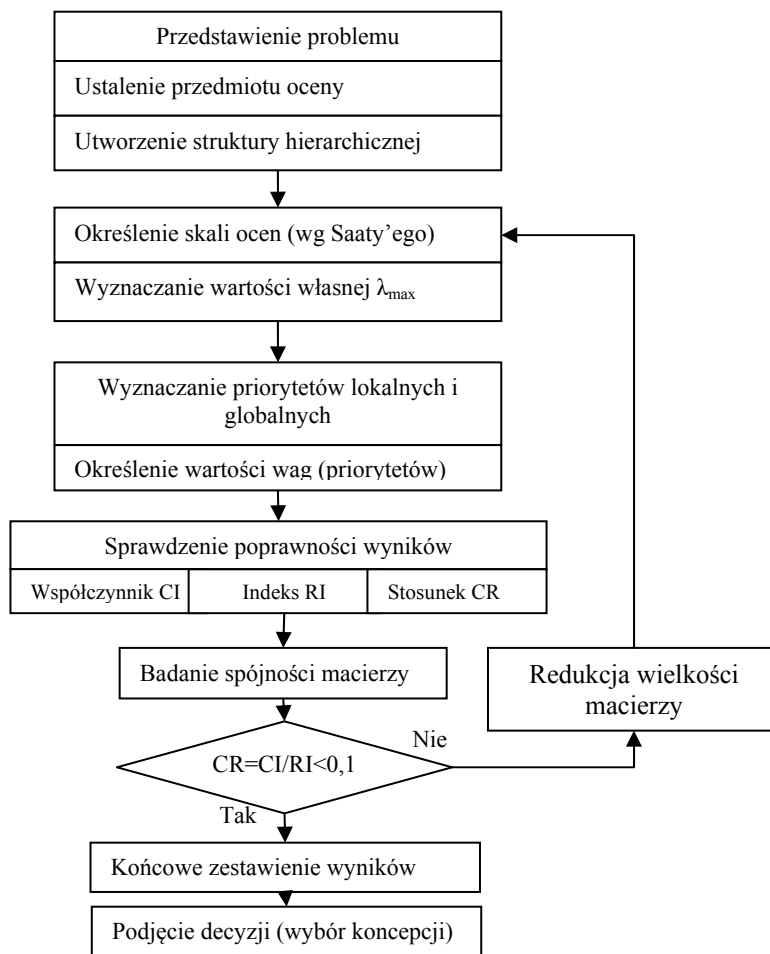 Przedstawienie problemu
Ustalenie przedmiotu oceny
Utworzenie struktury hierarchicznej
Określenie skali ocen (wg Saaty’ego)
Wyznaczanie wartości własnej λmax
Wyznaczanie priorytetów lokalnych i
globalnych
Określenie wartości wag (priorytetów)
Sprawdzenie poprawności wyników
Współczynnik CI
Indeks RI
Stosunek CR
Badanie spójności macierzy
Redukcja wielkości
macierzy
Nie
CR=CI/RI<0,1
Tak
Końcowe zestawienie wyników
Podjęcie decyzji (wybór koncepcji)